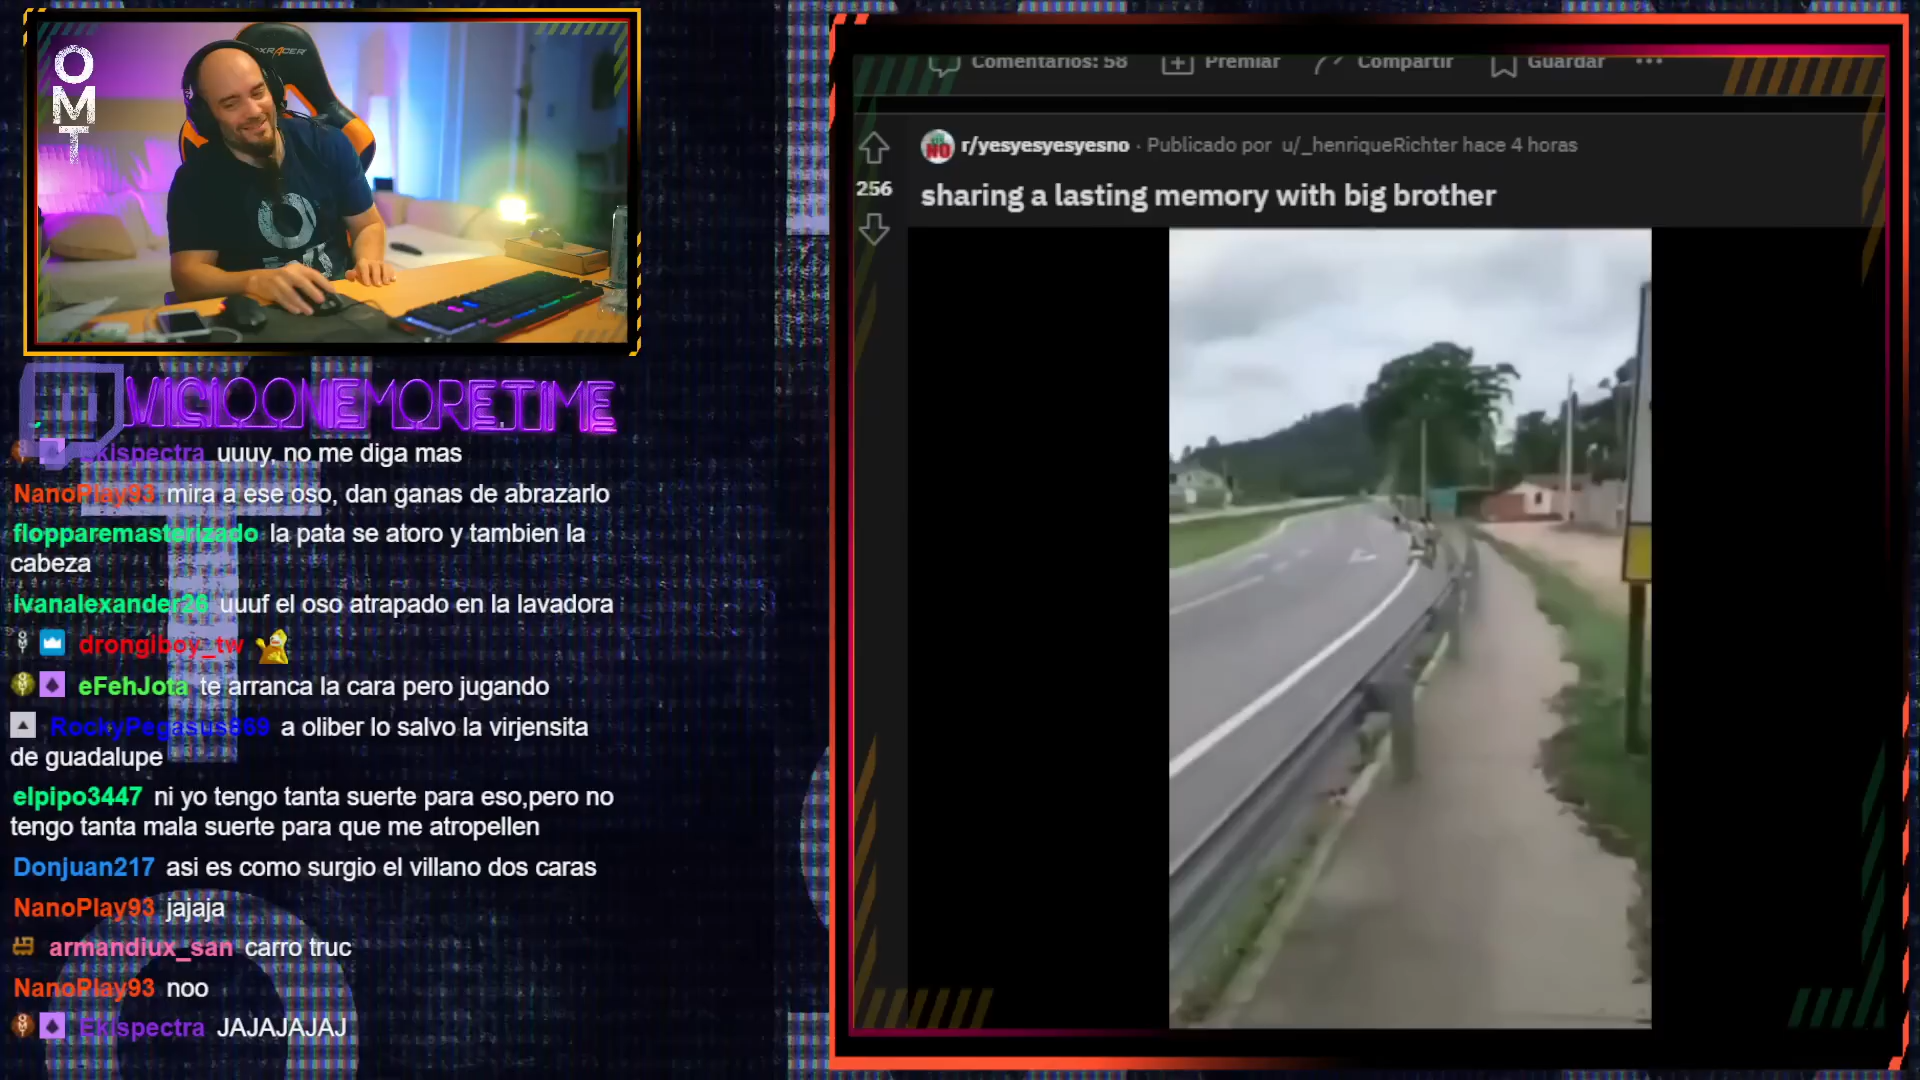 OMT
DXRACER
VICIOONEMORETIME
Ekispectra uuuy, no me diga mas
NanoPlay93 mira a ese oso, dan ganas de abrazarlo
flopparemasterizado la pata se atoro y tambien la
cabeza
ivanalexander26 uuuf el oso atrapado en la lavadora
drongiboy_tw
eFehJota te arranca la cara pero jugando
RockyPegasus869 a oliber lo salvo la virjensita
de guadalupe
elpipo3447 ni yo tengo tanta suerte para eso,pero no
tengo tanta mala suerte para que me atropellen
Donjuan217 asi es como surgio el villano dos caras
NanoPlay93 jajaja
armandiux_san carro truc
NanoPlay93 noo
Ekispectra JAJAJAJAJ
Comentarios: 58 Premiar Compartir Guardar
r/yesyesyesyesno · Publicado por u/_henriqueRichter hace 4 horas
256
sharing a lasting memory with big brother